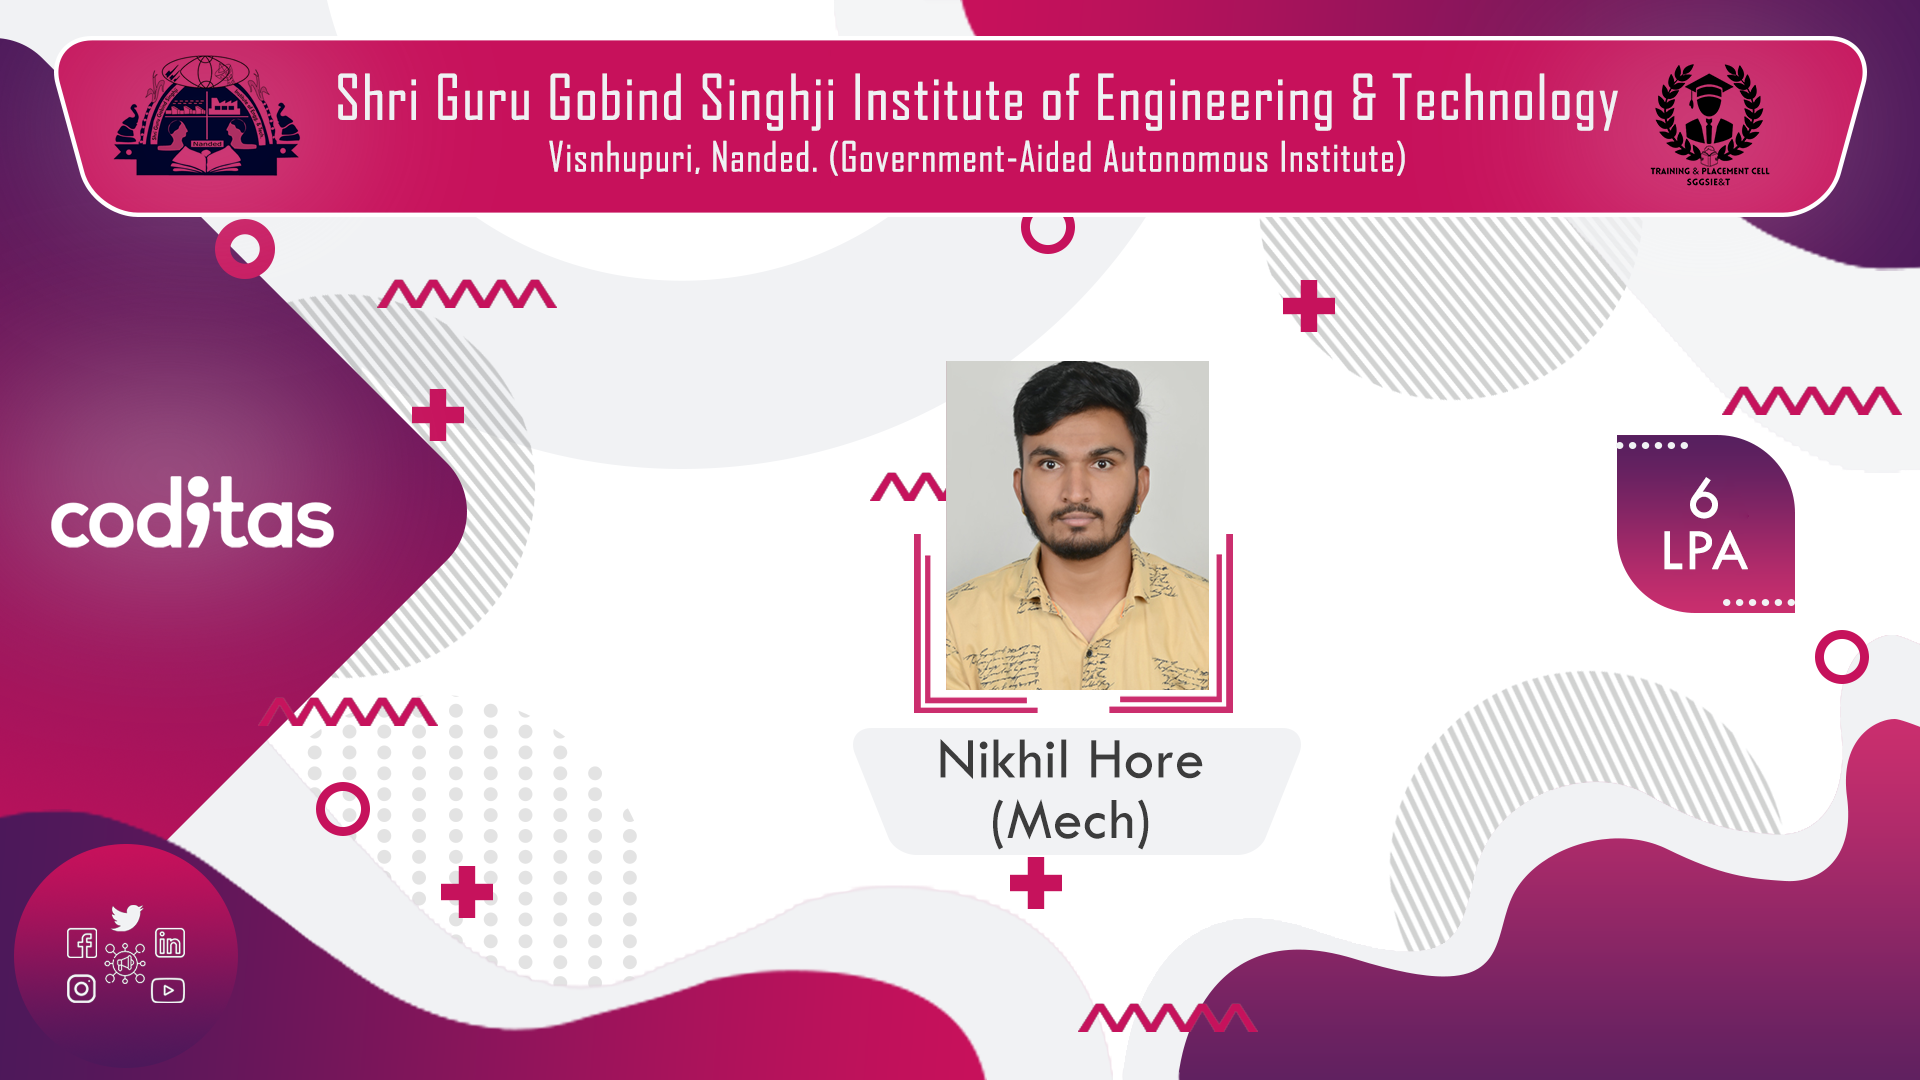 Shri Guru Gobind Singhji Institute of Engineering & Technology
Visnhupuri, Nanded. (Government-Aided Autonomous Institute)
Nanded
TRAINING & PLACEMENT CELL
SGGSIE&T
coditas
6
LPA
Nikhil Hore
(Mech)